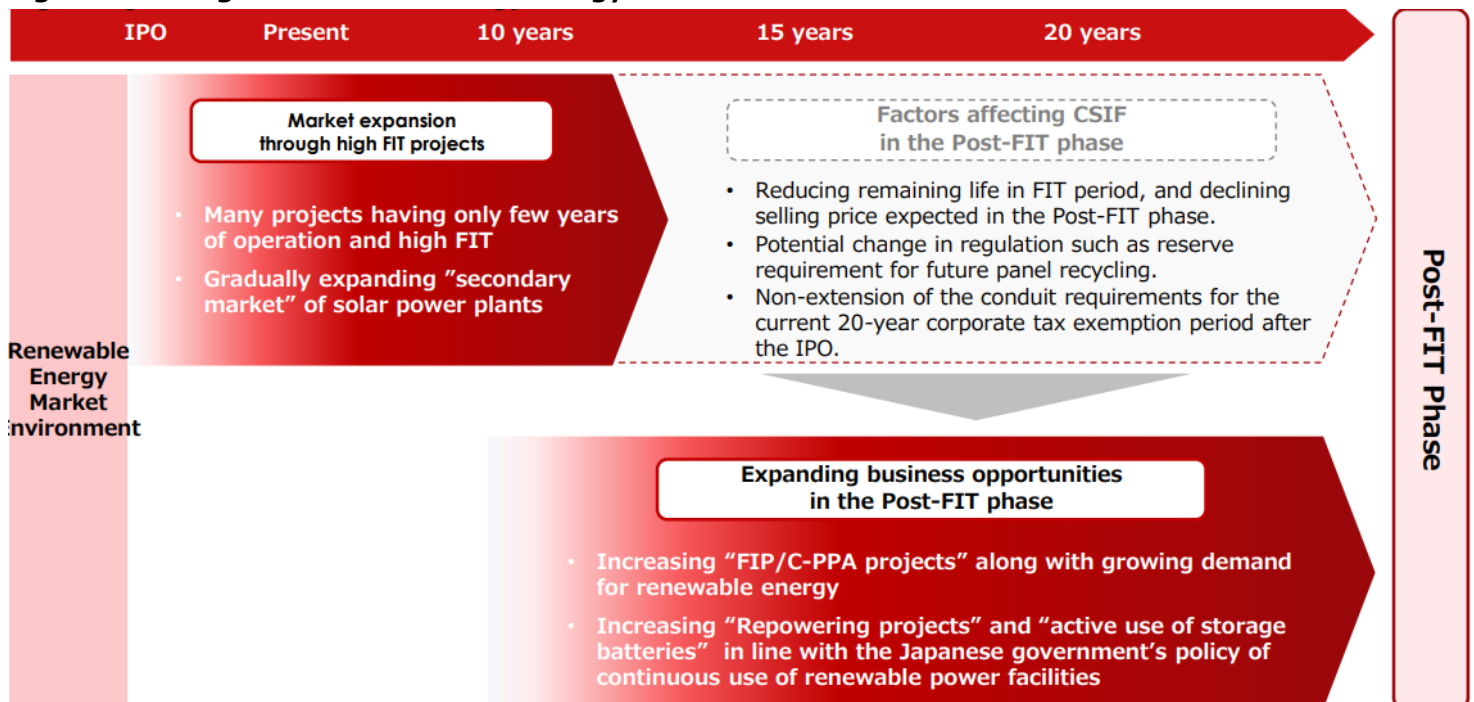 IPO Present 10 years 15 years 20 years
Market expansion
through high FIT projects
• Many projects having only few years
of operation and high FIT
• Gradually expanding ”secondary
market” of solar power plants
Factors affecting CSIF
in the Post-FIT phase
• Reducing remaining life in FIT period, and declining
selling price expected in the Post-FIT phase.
• Potential change in regulation such as reserve
requirement for future panel recycling.
• Non-extension of the conduit requirements for the
current 20-year corporate tax exemption period after
the IPO.
Renewable
Energy
Market
Environment
Expanding business opportunities
in the Post-FIT phase
• Increasing “FIP/C-PPA projects” along with growing demand
for renewable energy
• Increasing “Repowering projects” and “active use of storage
batteries” in line with the Japanese government’s policy of
continuous use of renewable power facilities
Post-FIT Phase